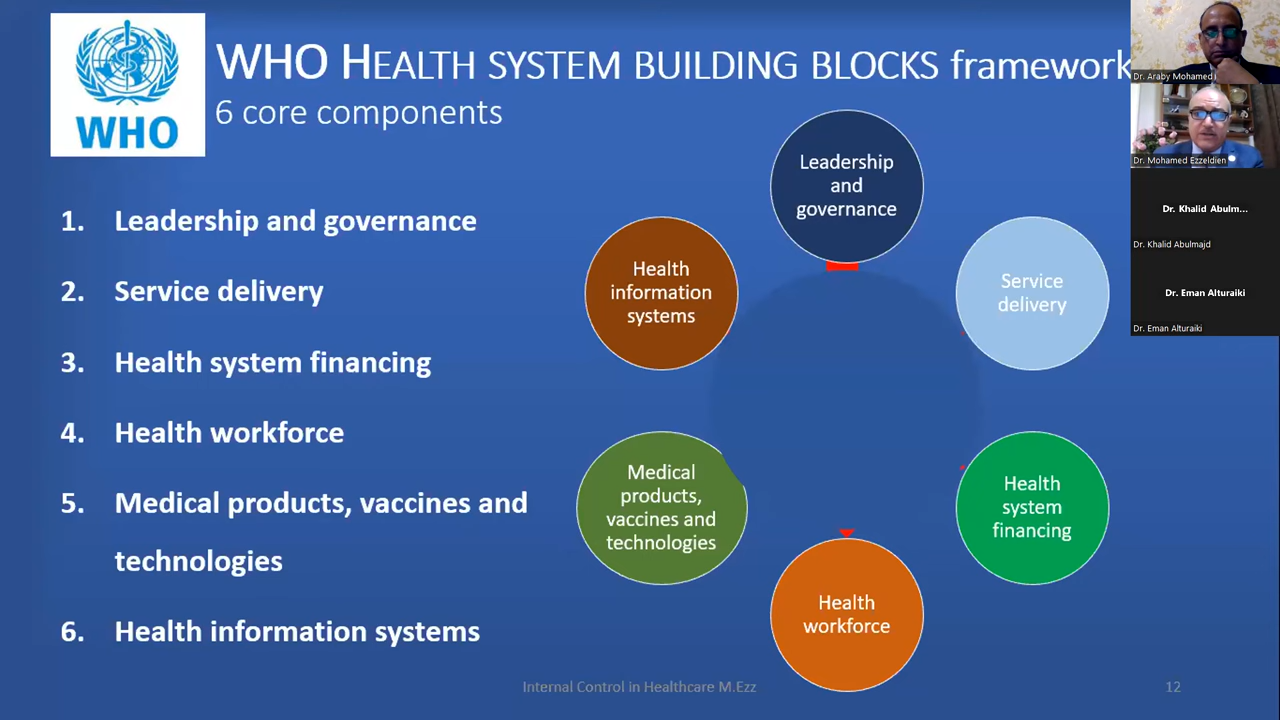 WHO
WHO HEALTH SYSTEM BUILDING BLOCKS framework
6 core components
1. Leadership and governance
2. Service delivery
3. Health system financing
4. Health workforce
5. Medical products, vaccines and
technologies
6. Health information systems
Leadership
and
governance
Service
delivery
Health
system
financing
Health
workforce
Medical
products,
vaccines and
technologies
Health
information
systems
Internal Control in Healthcare M.Ezz
12
Dr. Araby Mohamed
Dr. Mohamed Ezzeldien
Dr. Khalid Abulm...
Dr. Khalid Abulmajd
Dr. Eman Alturaiki
Dr. Eman Alturaiki